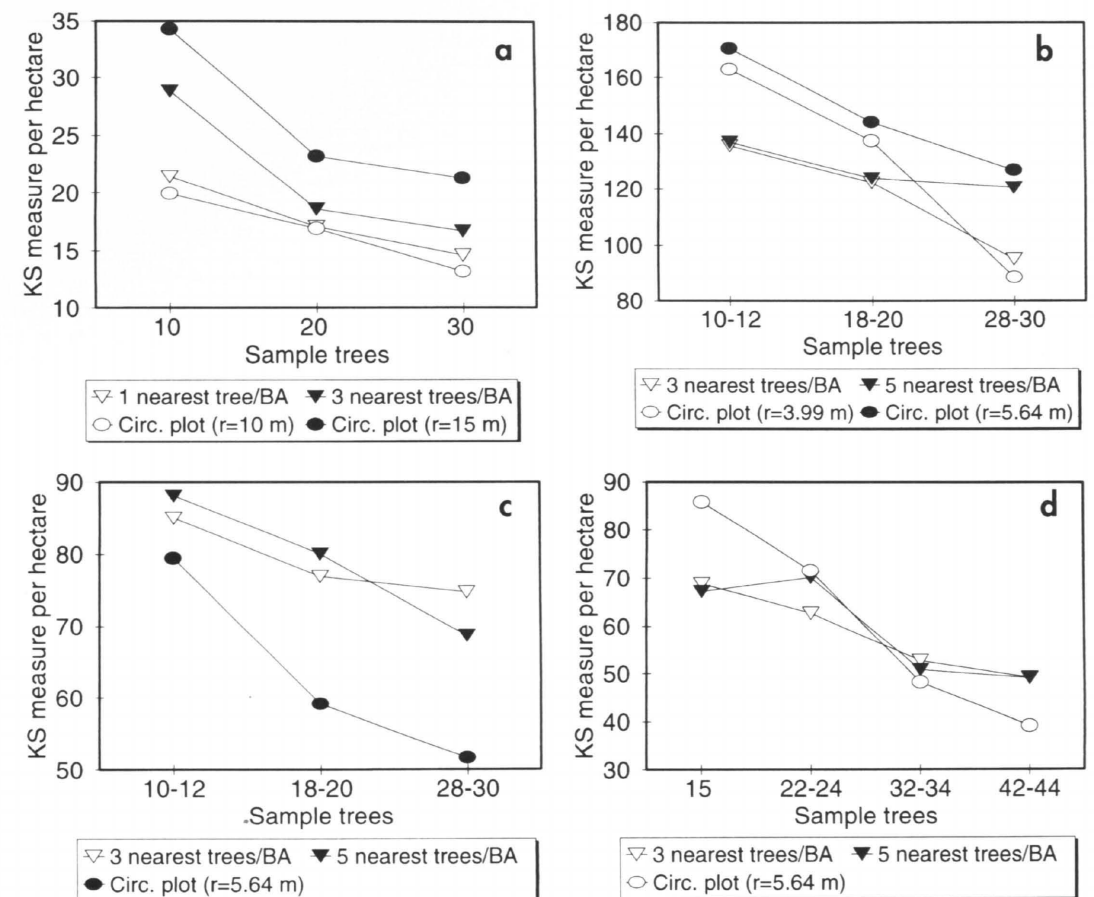 a
KS measure per hectare
35
30
25
20
15
10
10 20 30
Sample trees
1 nearest tree/BA 3 nearest trees/BA
Circ. plot (r=10 m) Circ. plot (r=15 m)
b
KS measure per hectare
180
160
140
120
100
80
10-12 18-20 28-30
Sample trees
3 nearest trees/BA 5 nearest trees/BA
Circ. plot (r=3.99 m) Circ. plot (r=5.64 m)
c
KS measure per hectare
90
80
70
60
50
10-12 18-20 28-30
Sample trees
3 nearest trees/BA 5 nearest trees/BA
Circ. plot (r=5.64 m)
d
KS measure per hectare
90
80
70
60
50
40
30
15 22-24 32-34 42-44
Sample trees
3 nearest trees/BA 5 nearest trees/BA
Circ. plot (r=5.64 m)